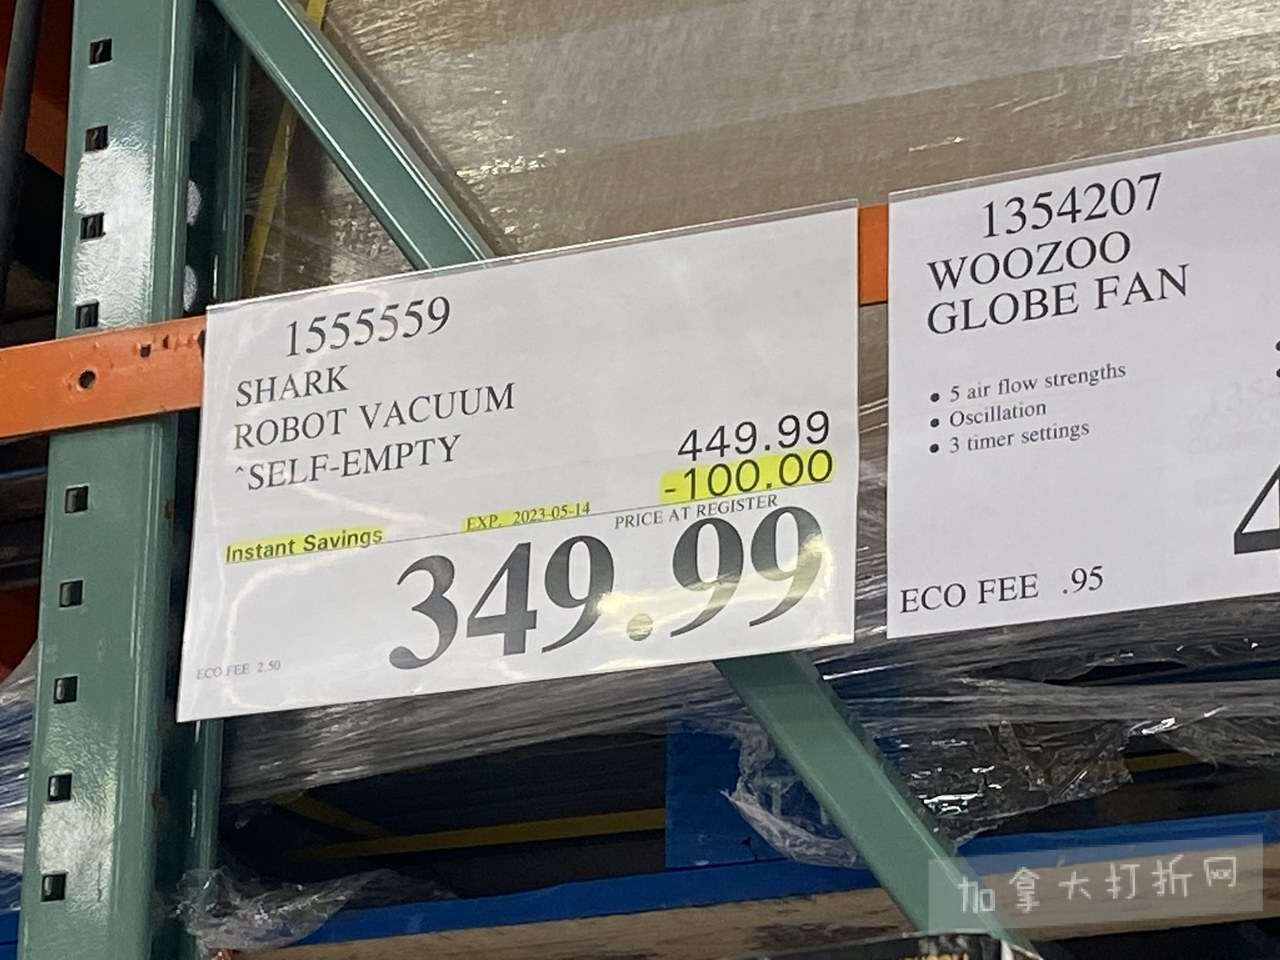 1555559
SHARK
ROBOT VACUUM
^SELF-EMPTY
449.99
-100.00
Instant Savings
EXP. 2023-05-14
PRICE AT REGISTER
349.99
ECO FEE 2.50
1354207
WOOZOO
GLOBE FAN
• 5 air flow strengths
• Oscillation
• 3 timer settings
4
ECO FEE .95
加拿大打折网